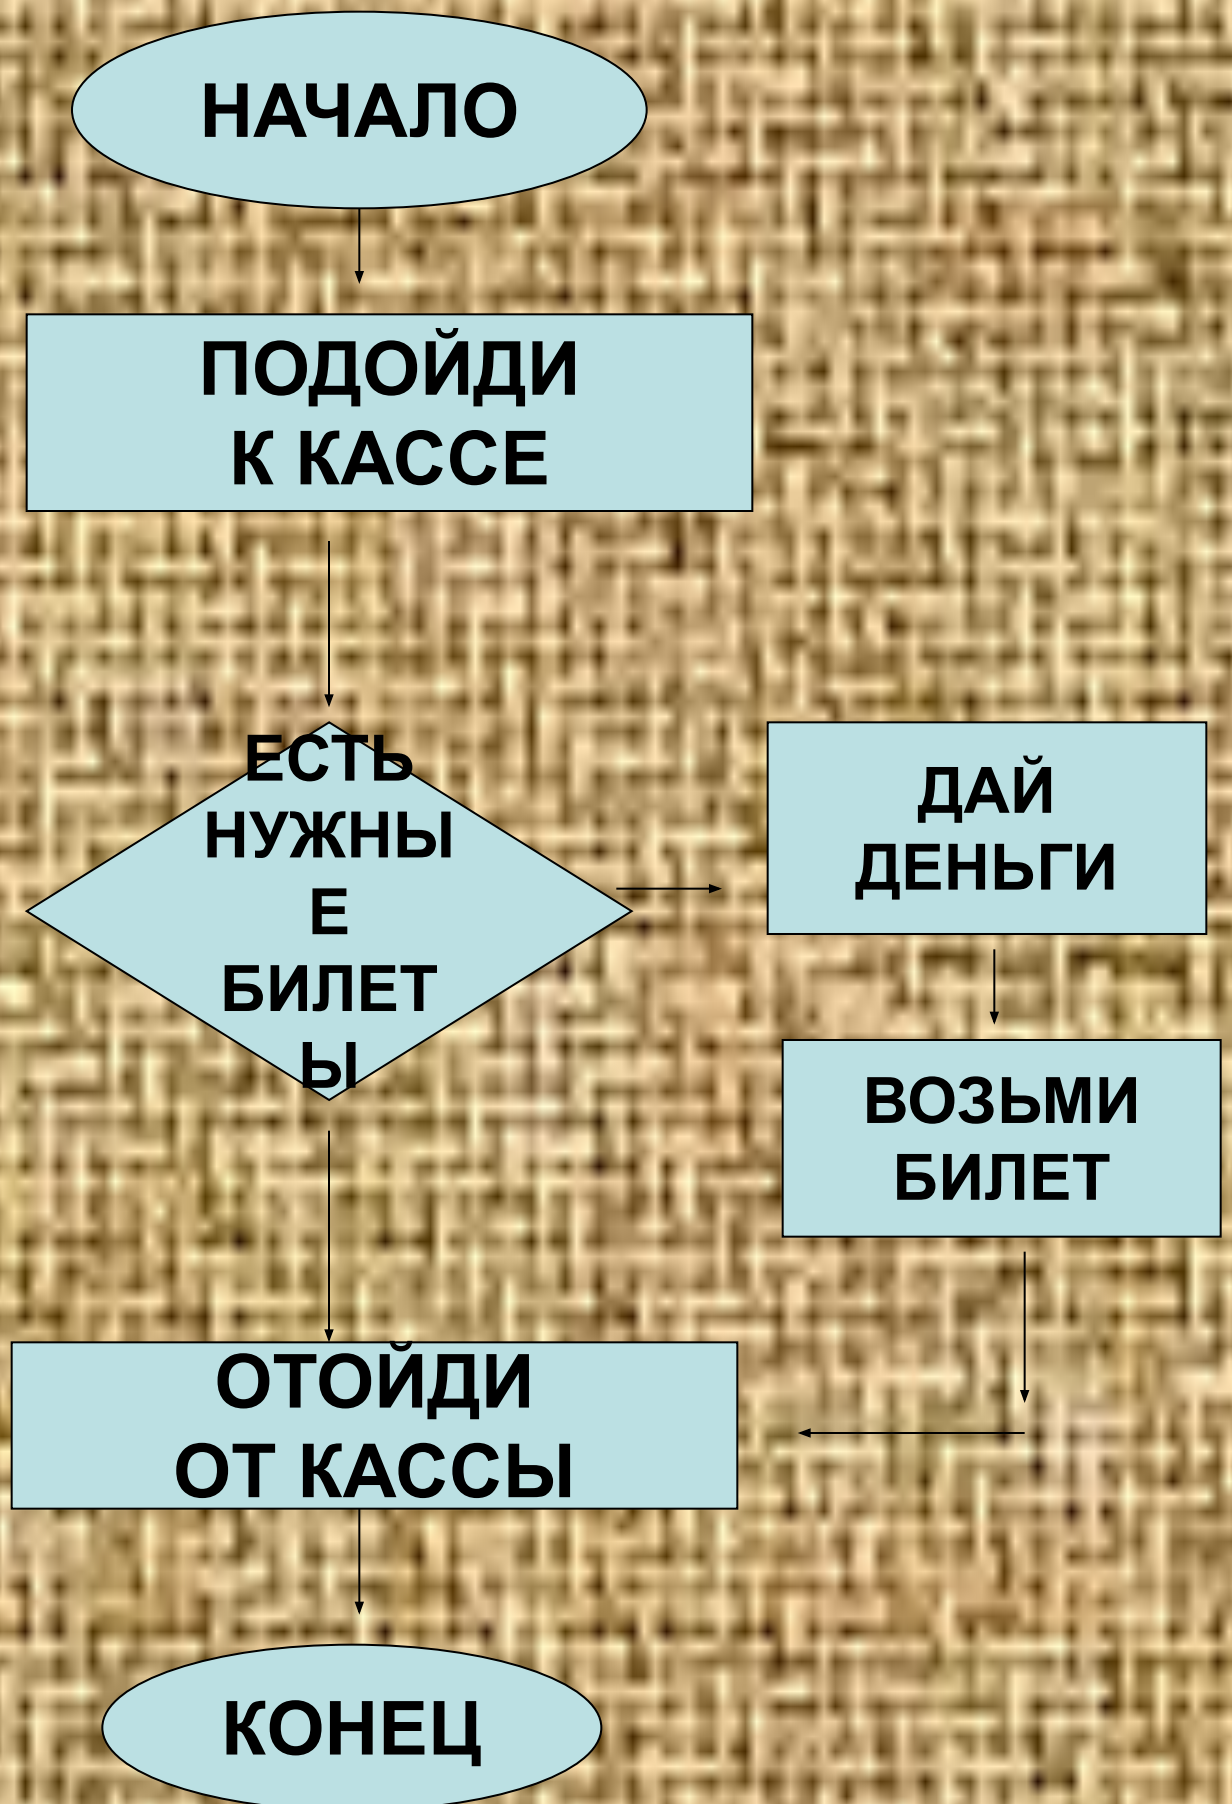 НАЧАЛО
ПОДОЙДИ
К КАССЕ
ЕСТЬ
НУЖНЫ
Е
БИЛЕТ
Ы
ДАЙ
ДЕНЬГИ
ВОЗЬМИ
БИЛЕТ
ОТОЙДИ
ОТ КАССЫ
КОНЕЦ